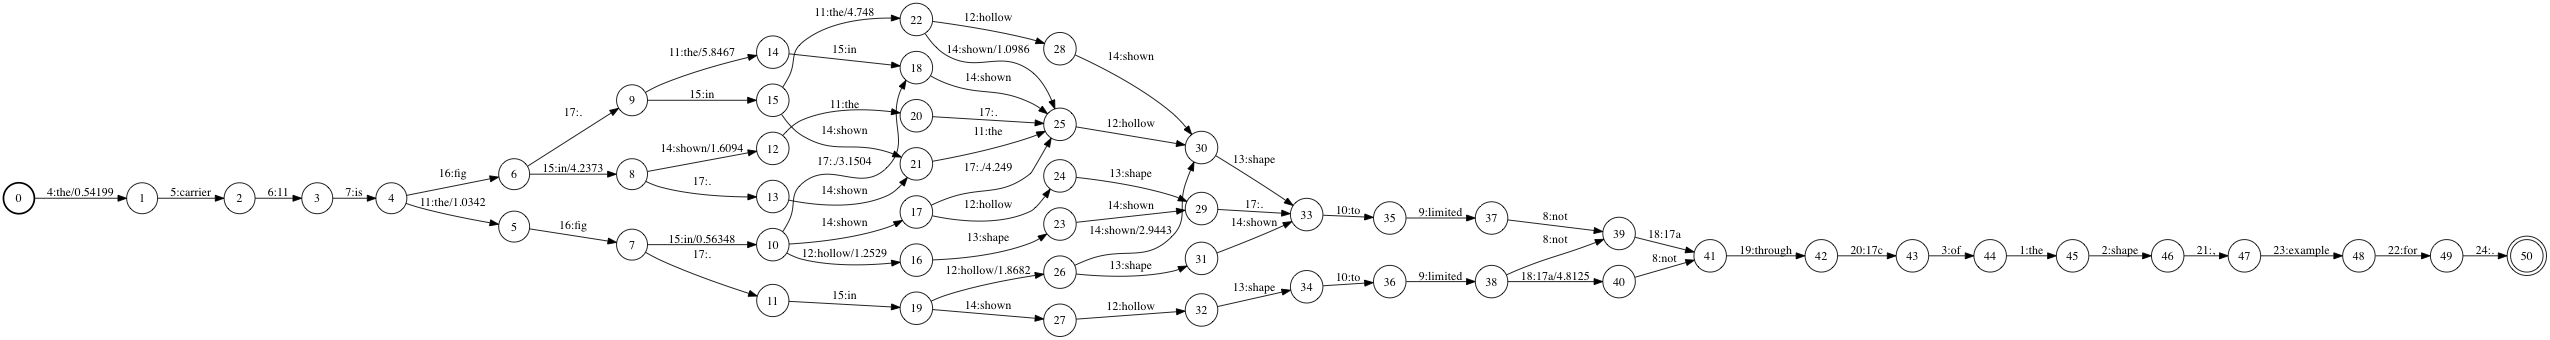 0 4:the/0.54199 1 5:carrier 2 6:11 3 7:is 4
16:fig 6
11:the/1.0342 5
17:. 9
15:in/4.2373 8
16:fig 7
11:the/5.8467 14
15:in 15
14:shown/1.6094 12
17:. 13
15:in/0.56348 10
17:. 11
11:the/4.748 22
15:in 18
11:the 20
14:shown 21
17:./3.1504
14:shown
14:shown 17
12:hollow/1.2529 16
15:in 19
12:hollow 28
14:shown/1.0986
14:shown 25
17:.
11:the
17:./4.249
12:hollow 24
13:shape 23
12:hollow/1.8682 26
14:shown 27
14:shown 30
12:hollow
13:shape 29
14:shown
14:shown/2.9443
13:shape 31
12:hollow 32
13:shape 33
17:.
14:shown
13:shape 34
10:to 35 9:limited 37 8:not 39 18:17a 41
10:to 36 9:limited 38 8:not
18:17a/4.8125 40 8:not
19:through 42 20:17c 43 3:of 44 1:the 45 2:shape 46 21:, 47 23:example 48 22:for 49 24:. 50